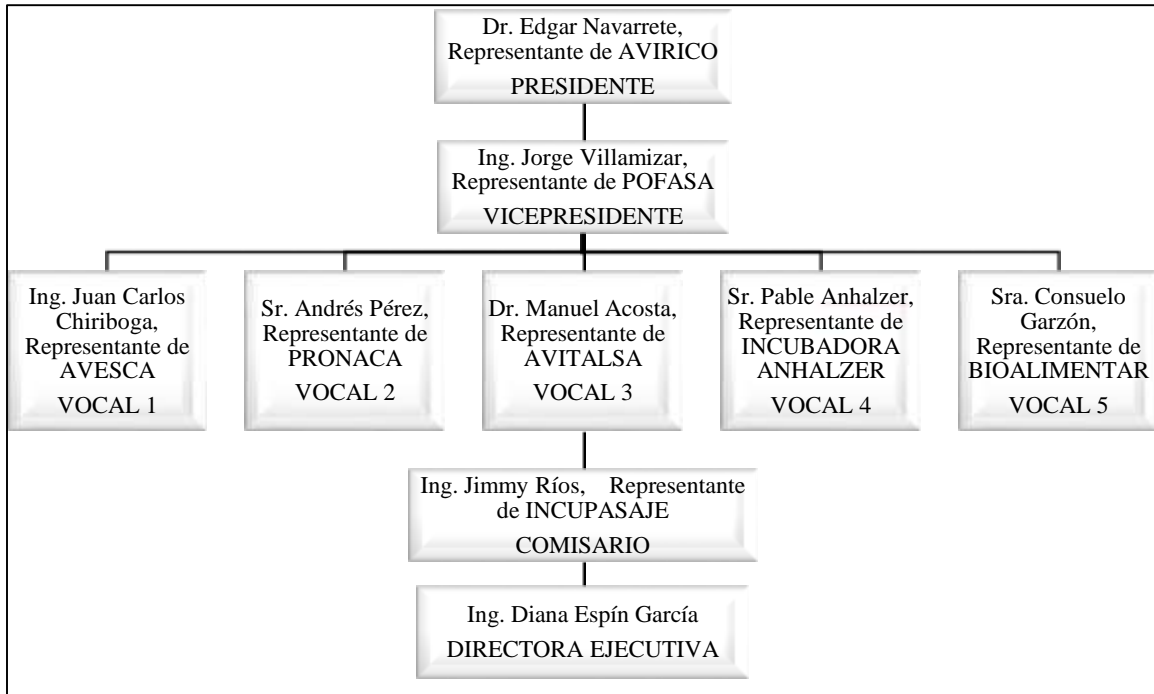 Dr. Edgar Navarrete,
Representante de AVIRICO
PRESIDENTE
Ing. Jorge Villamizar,
Representante de POFASA
VICEPRESIDENTE
Ing. Juan Carlos
Chiriboga,
Representante de
AVESCA
VOCAL 1
Sr. Andrés Pérez,
Representante de
PRONACA
VOCAL 2
Dr. Manuel Acosta,
Representante de
AVITALSA
VOCAL 3
Sr. Pable Anhalzer,
Representante de
INCUBADORA
ANHALZER
VOCAL 4
Sra. Consuelo
Garzón,
Representante de
BIOALIMENTAR
VOCAL 5
Ing. Jimmy Ríos, Representante
de INCUPASAJE
COMISARIO
Ing. Diana Espín García
DIRECTORA EJECUTIVA